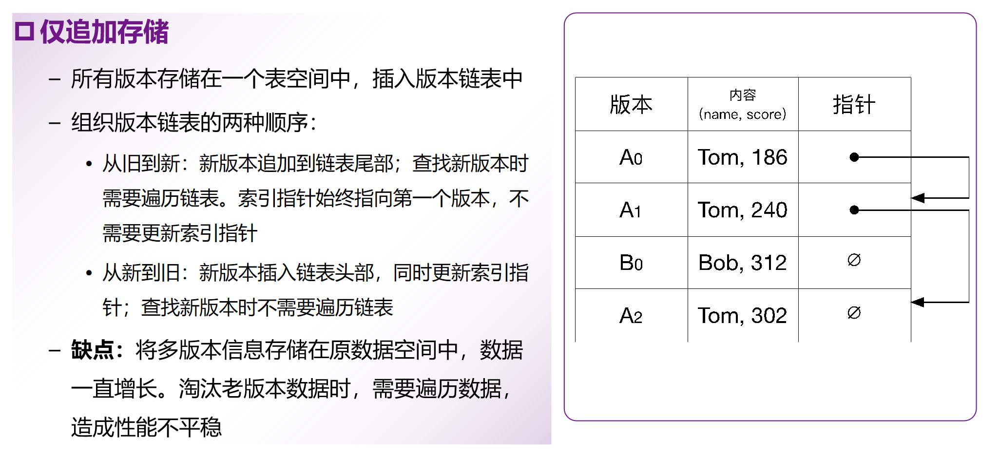 仅追加存储
– 所有版本存储在一个表空间中，插入版本链表中
– 组织版本链表的两种顺序：
• 从旧到新：新版本追加到链表尾部；查找新版本时
需要遍历链表。索引指针始终指向第一个版本，不
需要更新索引指针
• 从新到旧：新版本插入链表头部，同时更新索引指
针；查找新版本时不需要遍历链表
– 缺点：将多版本信息存储在原数据空间中，数据
一直增长。淘汰老版本数据时，需要遍历数据，
造成性能不平稳
版本
内容
(name, score)
指针
A0
Tom, 186
A1
Tom, 240
B0
Bob, 312
∅
A2
Tom, 302
∅